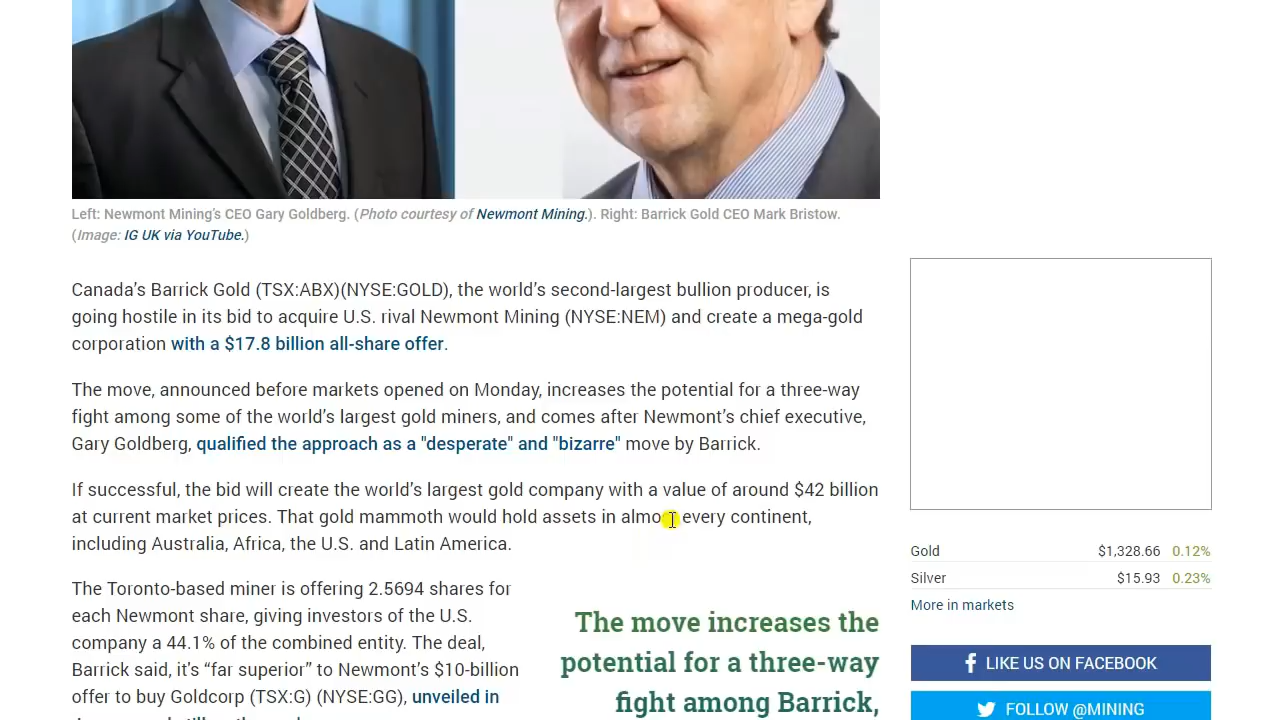 Left: Newmont Mining’s CEO Gary Goldberg. (Photo courtesy of Newmont Mining.). Right: Barrick Gold CEO Mark Bristow.
(Image: IG UK via YouTube.)
Canada’s Barrick Gold (TSX:ABX)(NYSE:GOLD), the world’s second-largest bullion producer, is
going hostile in its bid to acquire U.S. rival Newmont Mining (NYSE:NEM) and create a mega-gold
corporation with a $17.8 billion all-share offer.
The move, announced before markets opened on Monday, increases the potential for a three-way
fight among some of the world’s largest gold miners, and comes after Newmont’s chief executive,
Gary Goldberg, qualified the approach as a "desperate" and "bizarre" move by Barrick.
If successful, the bid will create the world’s largest gold company with a value of around $42 billion
at current market prices. That gold mammoth would hold assets in almost every continent,
including Australia, Africa, the U.S. and Latin America.
The Toronto-based miner is offering 2.5694 shares for
each Newmont share, giving investors of the U.S.
company a 44.1% of the combined entity. The deal,
Barrick said, it's “far superior” to Newmont’s $10-billion
offer to buy Goldcorp (TSX:G) (NYSE:GG), unveiled in
The move increases the
potential for a three-way
fight among Barrick,
Gold $1,328.66 0.12%
Silver $15.93 0.23%
More in markets
LIKE US ON FACEBOOK
FOLLOW @MINING